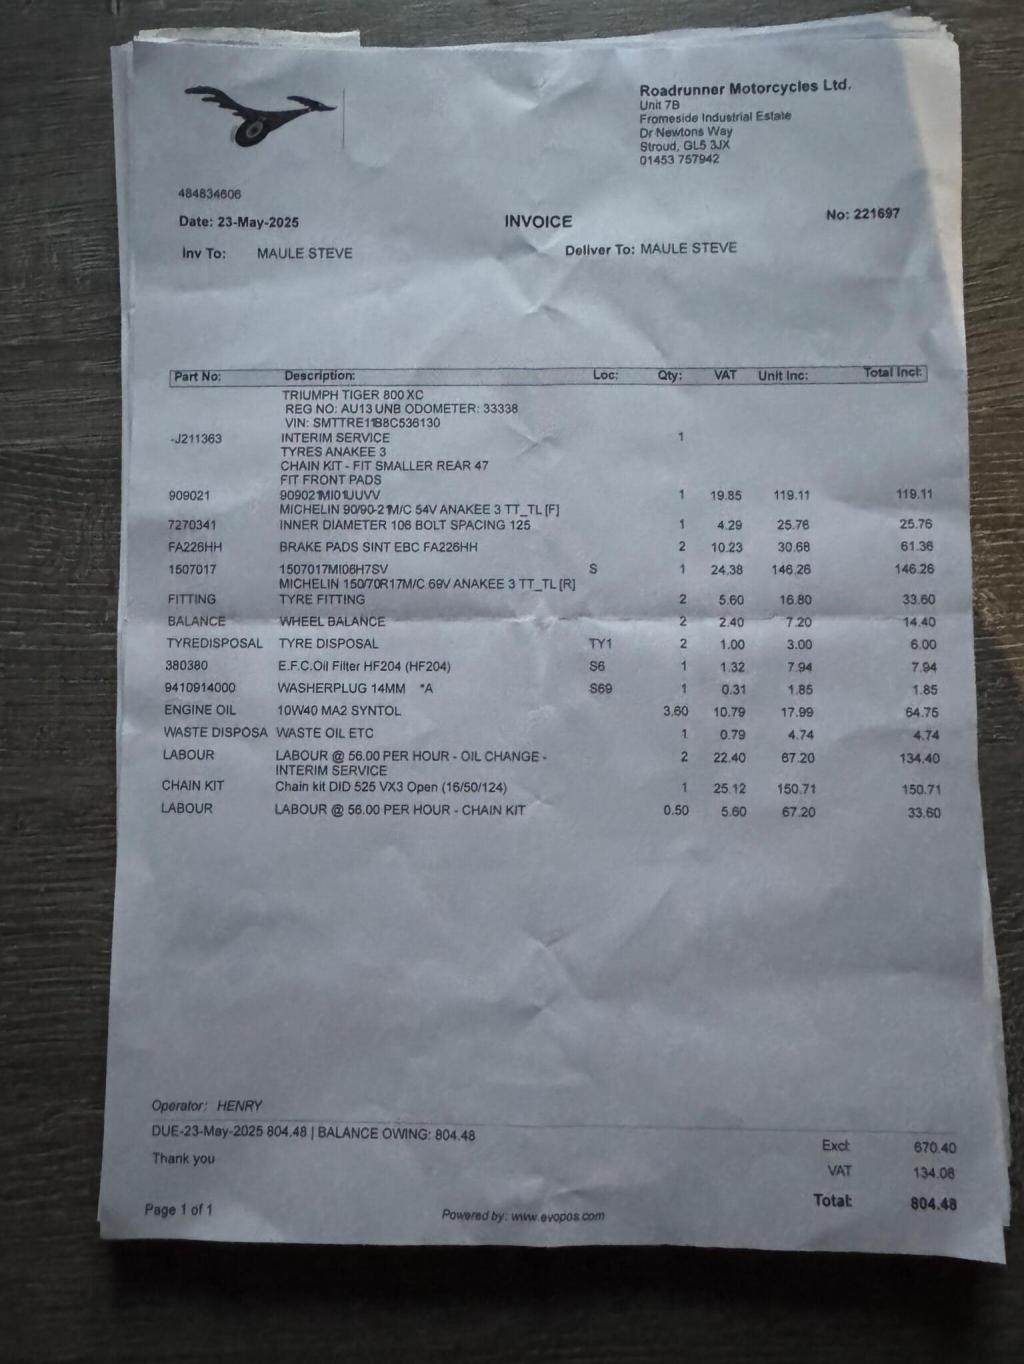 Roadrunner Motorcycles Ltd.
Unit 7B
Fromeside Industrial Estate
Dr Newtons Way
Stroud, GL5 3JX
01453 757942
484834606
Date: 23-May-2025 INVOICE No: 221697
Inv To: MAULE STEVE Deliver To: MAULE STEVE
Part No: Description: Loc: Qty: VAT Unit Inc: Total Incl:
TRIUMPH TIGER 800 XC
REG NO: AU13 UNB ODOMETER: 33338
VIN: SMTTRE11B8C536130
-J211363 INTERIM SERVICE 1
TYRES ANAKEE 3
CHAIN KIT - FIT SMALLER REAR 47
FIT FRONT PADS
909021 909021MI01UUVV 1 19.85 119.11 119.11
MICHELIN 90/90-21M/C 54V ANAKEE 3 TT_TL [F]
7270341 INNER DIAMETER 106 BOLT SPACING 125 1 4.29 25.76 25.76
FA226HH BRAKE PADS SINT EBC FA226HH 2 10.23 30.68 61.36
1507017 1507017MI06H7SV S 1 24.38 146.26 146.26
MICHELIN 150/70R17M/C 69V ANAKEE 3 TT_TL [R]
FITTING TYRE FITTING 2 5.60 16.80 33.60
BALANCE WHEEL BALANCE 2 2.40 7.20 14.40
TYREDISPOSAL TYRE DISPOSAL TY1 2 1.00 3.00 6.00
380380 E.F.C.Oil Filter HF204 (HF204) S6 1 1.32 7.94 7.94
9410914000 WASHERPLUG 14MM *A S69 1 0.31 1.85 1.85
ENGINE OIL 10W40 MA2 SYNTOL 3.60 10.79 17.99 64.75
WASTE DISPOSA WASTE OIL ETC 1 0.79 4.74 4.74
LABOUR LABOUR @ 56.00 PER HOUR - OIL CHANGE - 2 22.40 67.20 134.40
INTERIM SERVICE
CHAIN KIT Chain kit DID 525 VX3 Open (16/50/124) 1 25.12 150.71 150.71
LABOUR LABOUR @ 56.00 PER HOUR - CHAIN KIT 0.50 5.60 67.20 33.60
Operator: HENRY
DUE-23-May-2025 804.48 | BALANCE OWING: 804.48
Thank you
Excl: 670.40
VAT 134.08
Total: 804.48
Page 1 of 1
Powered by: www.evopos.com